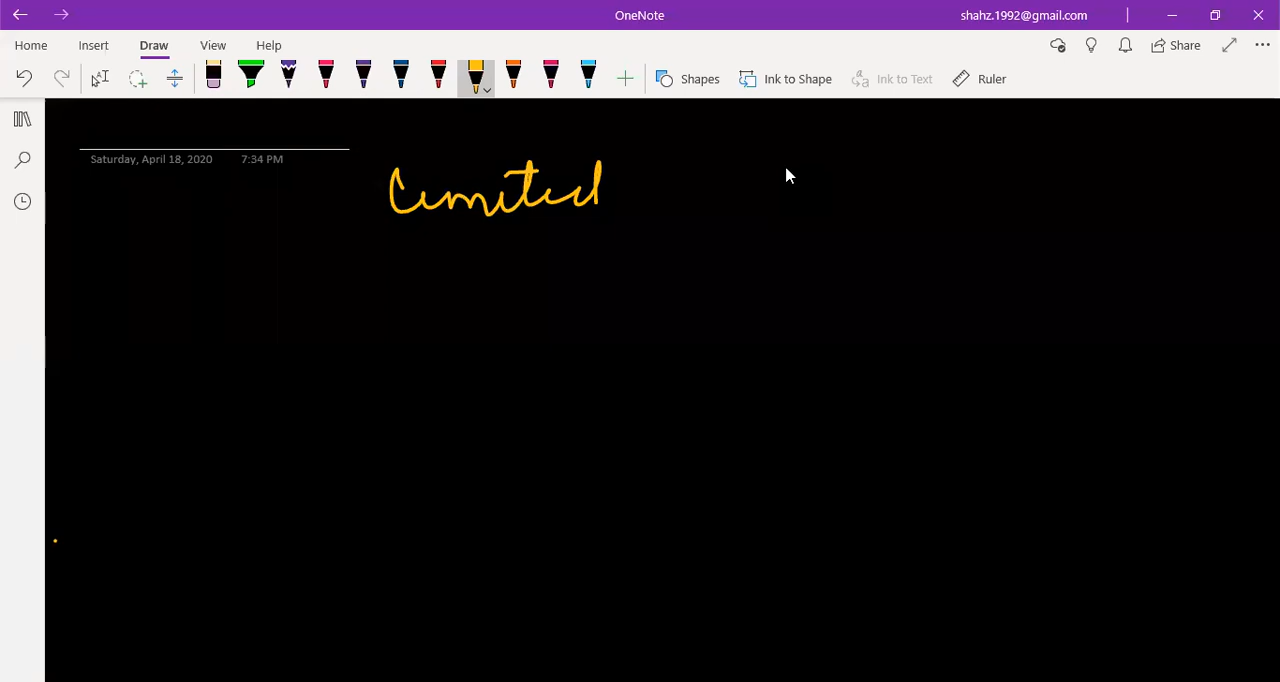 OneNote
shahz.1992@gmail.com
Home Insert Draw View Help
Share
Shapes Ink to Shape Ink to Text Ruler
Saturday, April 18, 2020 7:34 PM